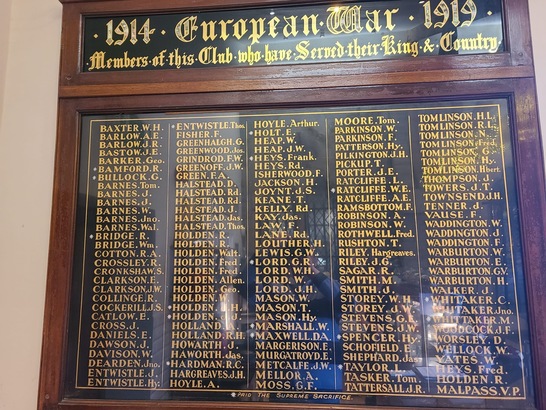 · 1914 · European War · 1919 ·
Members of this Club who have Served their King & Country
BAXTER, W.H.
BARLOW, A.E.
BARLOW, J.R.
BASTOW, J.E.
BARKER, Geo.
* BAMFORD, R.
* BULLOCK, G.
BARNES, Tom.
BARNES, J.
BARNES, J.
BARNES, W.
BARNES, Jno.
BARNES, Wal.
* BRIDGE, R.
BRIDGE, Wm.
COTTON, R.A.
CROSSLEY, R.
CRONKSHAW, S.
CLARKSON, E.
CLARKSON, J.W.
COLLINGE, R.
COCKERILL, J.S.
CATLOW, E.
CROSS, J.
DANIELS, E.
DAWSON, J.
DAVISON, W.
DEARDEN, Jno.
ENTWISTLE, J.
ENTWISTLE, Hy.
* ENTWISTLE, Thos.
FISHER, F.
GREENHALGH, G.
GREENWOOD, Jos.
GRINDROD, F.W.
GREENOFF, J.W.
GREEN, F.A.
HALSTEAD, D.
HALSTEAD, Rd.
HALSTEAD, Rd.
HALSTEAD, J.
HALSTEAD, Jas.
HALSTEAD, Thos.
HOLDEN, R.
HOLDEN, R.
HOLDEN, Walt.
HOLDEN, Fred.
HOLDEN, Fred.
HOLDEN, Allen.
HOLDEN, Geo.
HOLDEN, W.
* HOLDEN, H.
HOLDEN, H.
HOLLAND, J.
HOLLAND, R.H.
HOWARTH, J.
HAWORTH, Jas.
* HARDMAN, R.C.
HARGREAVES, J.H.
HOYLE, A.
HOYLE, Arthur.
* HOLT, E.
HEAP, W.
HEAP, J.W.
* HEYS, Frank.
HEYS, Rd.
ISHERWOOD, F.
JACKSON, H.
JOYNT, J.S.
KEANE, T.
KELLY, Rd.
KAY, Jas.
LAW, F.
LANE, Rd.
LOUTHER, H.
LEWIS, G.W.
* LORD, G.R.
LORD, W.H.
LORD, W.
LORD, J.H.
MASON, W.
MASON, T.
MASON, Hy.
* MARSHALL, W.
* MAXWELL, D.A.
MARGERISON, E.
MURGATROYD, E.
METCALFE, J.W.
MELLOR, A.
MOSS, G.F.
MOORE, Tom.
PARKINSON, W.
PARKINSON, F.
PATTERSON, Hy.
PILKINGTON, J.H.
PICKUP, T.
PORTER, J.E.
RATCLIFFE, L.
* RATCLIFFE, W.E.
RATCLIFFE, A.E.
RAMSBOTTOM, F.
ROBINSON, A.
ROBINSON, W.
ROTHWELL, Fred.
RUSHTON, T.
RILEY, Hargreaves.
RILEY, J.G.
SAGAR, R.
SMITH, M.
SMITH, J.
STOREY, W.H.
STOREY, J.W.
STEVENS, G.E.
STEVENS, J.W.
* SPENCER, Hy.
SCHOFIELD, E.
SHEPHARD, Jas.
* TAYLOR, L.
TASKER, Tom.
TATTERSALL, J.R.
TOMLINSON, H.L.
TOMLINSON, R.L.
TOMLINSON, N.
TOMLINSON, Fred.
TOMLINSON, G.
TOMLINSON, Hy.
TOMLINSON, Hbert.
THOMPSON, J.
TOWERS, J.T.
TOWNSEND, J.H.
TENNER, J.
VAUSE, F.
WADDINGTON, W.
WADDINGTON, J.
WADDINGTON, F.
WARBURTON, W.
WARBURTON, E.
WARBURTON, G.V.
WARBURTON, H.
WALKER, J.
* WHITAKER, C.
* WHUTAKER, Jno.
WHITTAKER, M.
* WOODCOCK, J.F.
WORSLEY, D.
WELLOCK, W.
YATES, W.
HEYS, Fred.
HOLDEN, R.
MALPASS, V.P.
* PAID THE SUPREME SACRIFICE.